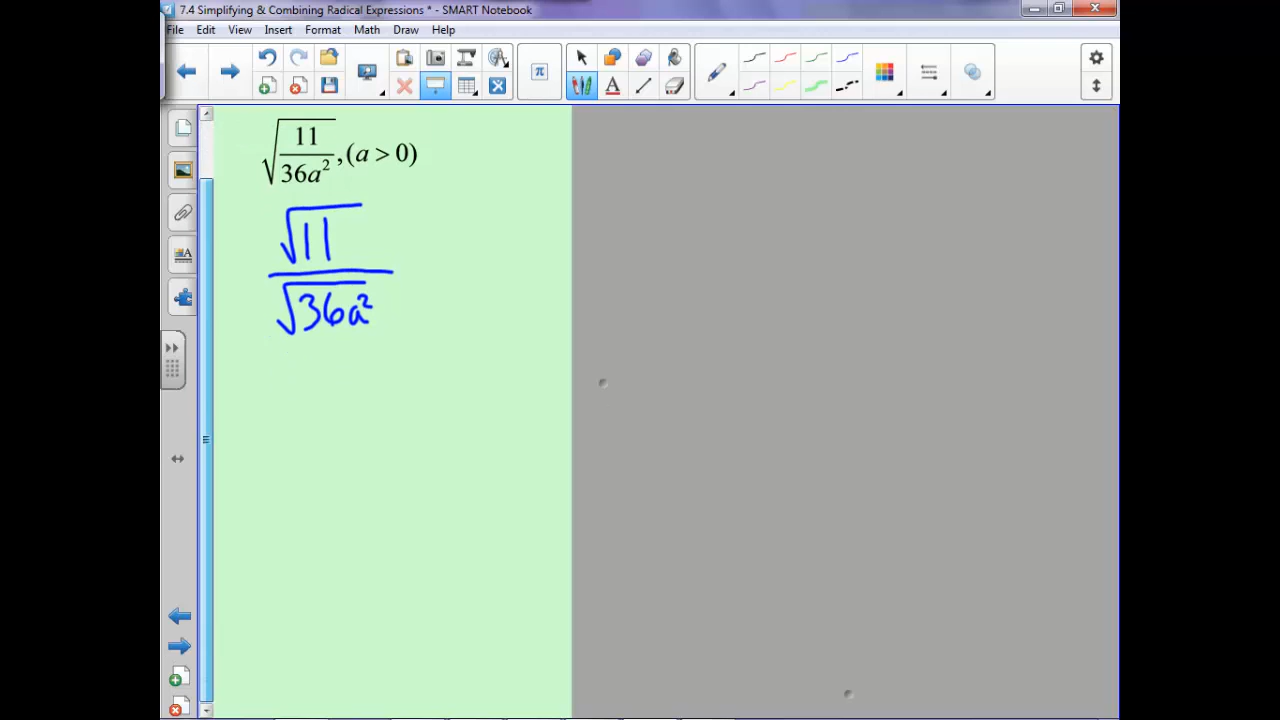 7.4 Simplifying & Combining Radical Expressions * - SMART Notebook
File Edit View Insert Format Math Draw Help
√(11/36a²), (a > 0)
√11
√36a²